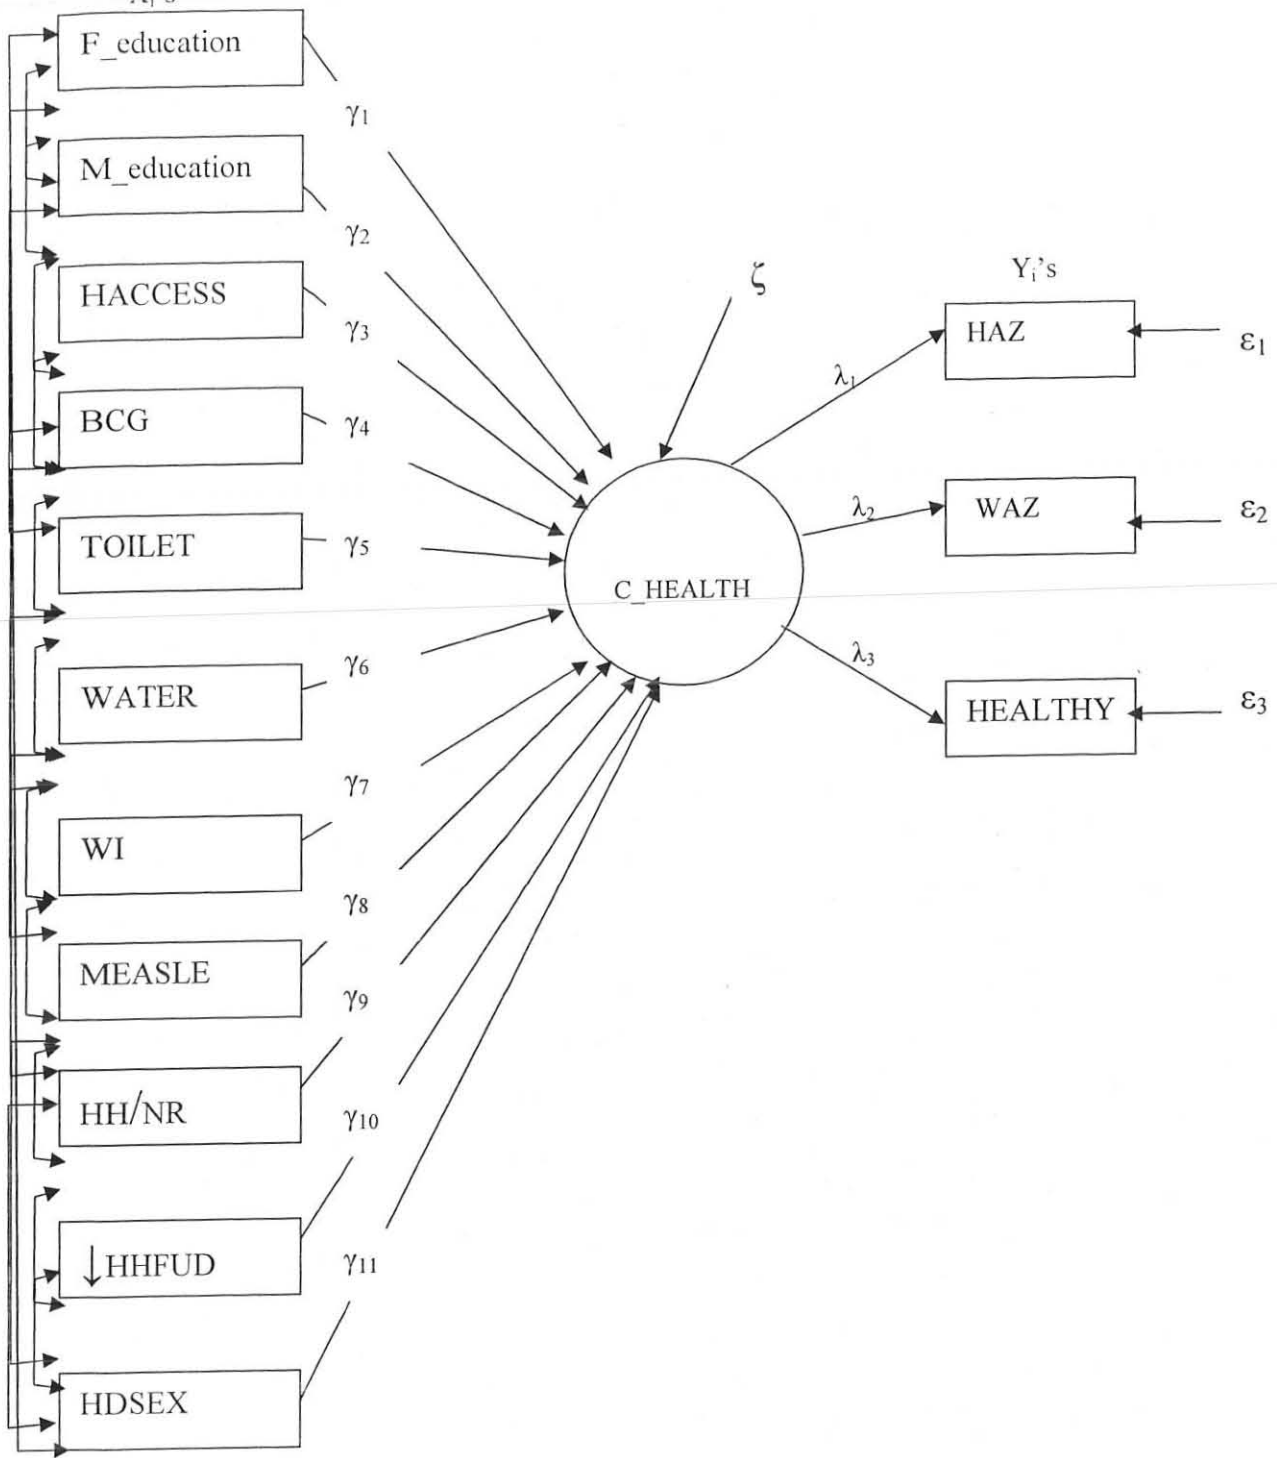 F_education
γ1
M_education
γ2
HACCESS
γ3
BCG
γ4
TOILET
γ5
WATER
γ6
WI
γ7
MEASLE
γ8
HH/NR
γ9
↓HHFUD
γ10
HDSEX
γ11
ζ
C_HEALTH
Yi's
λ1
HAZ
ε1
λ2
WAZ
ε2
λ3
HEALTHY
ε3